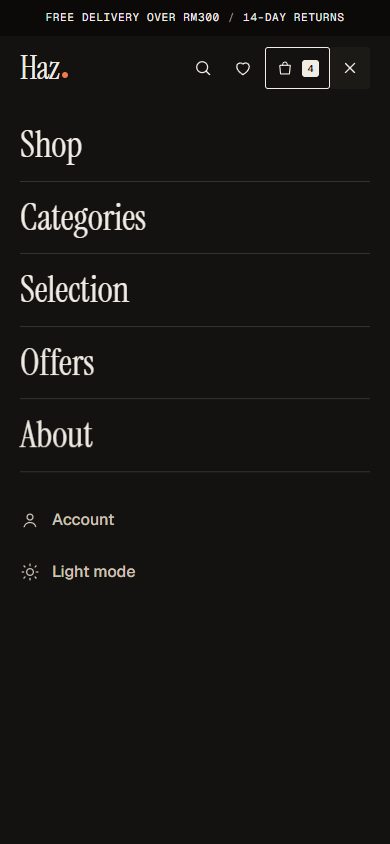 FREE DELIVERY OVER RM300 / 14-DAY RETURNS
Haz.
4
Shop
Categories
Selection
Offers
About
Account
Light mode